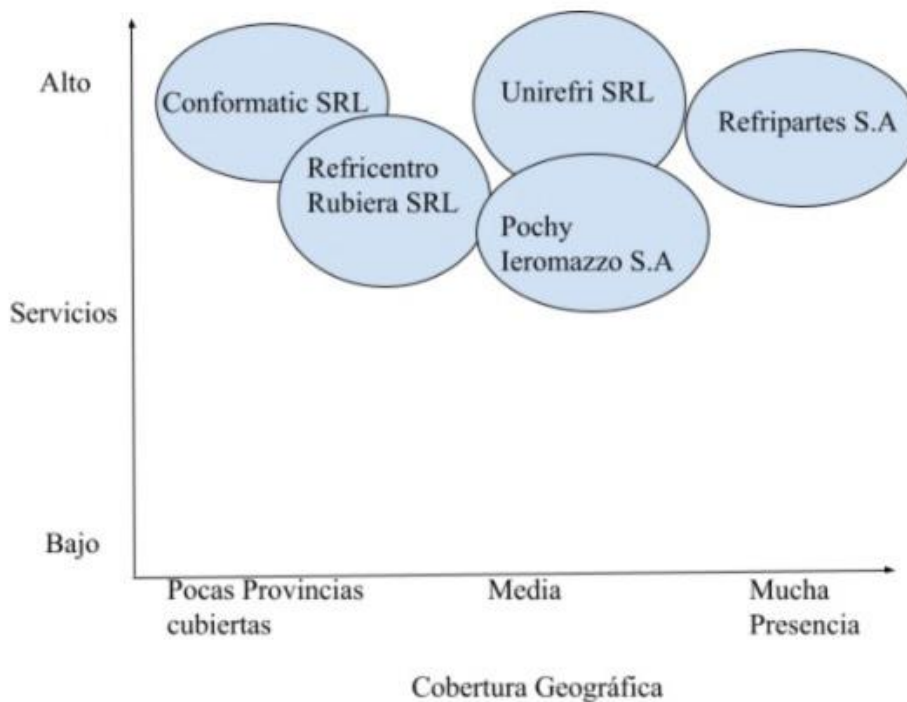 Alto
Conformatic SRL
Unirefri SRL
Refripartes S.A
Refricentro
Rubiera SRL
Pochy
Ieromazzo S.A
Servicios
Bajo
Pocas Provincias
cubiertas
Media
Mucha
Presencia
Cobertura Geográfica